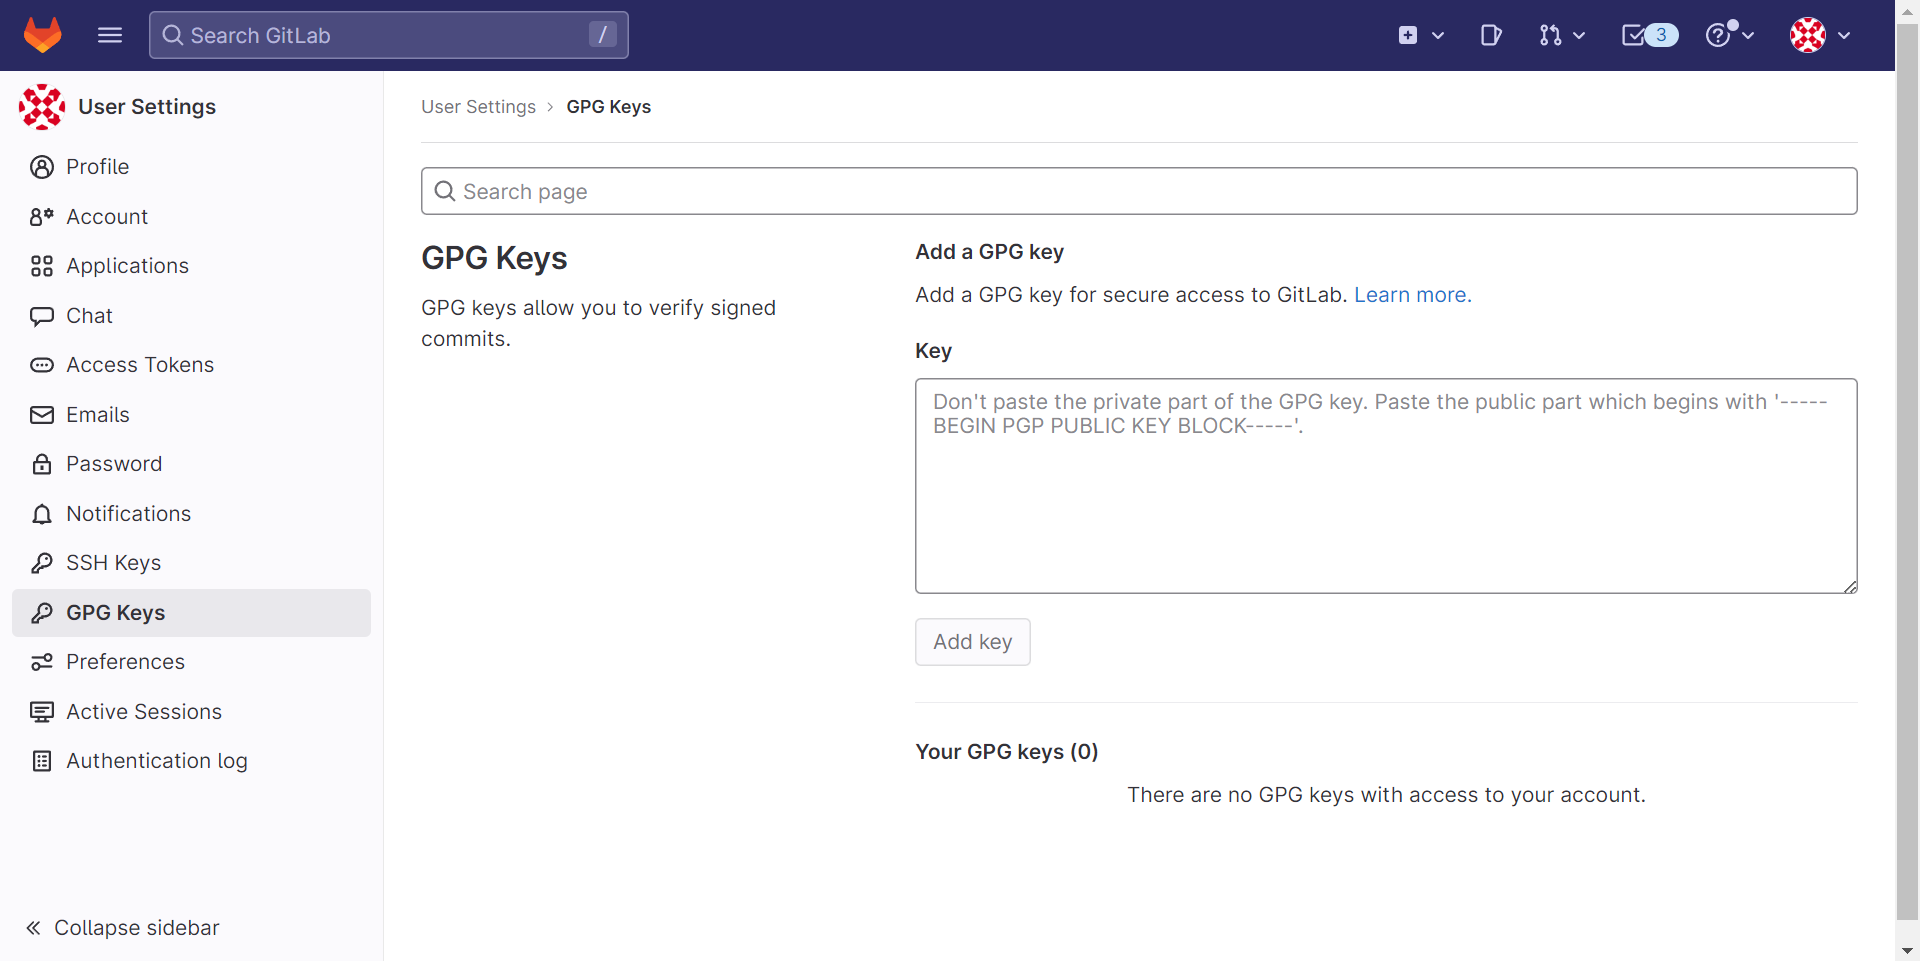 Search GitLab
/
3
User Settings
Profile
Account
Applications
Chat
Access Tokens
Emails
Password
Notifications
SSH Keys
GPG Keys
Preferences
Active Sessions
Authentication log
Collapse sidebar
User Settings › GPG Keys
Search page
GPG Keys
GPG keys allow you to verify signed
commits.
Add a GPG key
Add a GPG key for secure access to GitLab. Learn more.
Key
Don't paste the private part of the GPG key. Paste the public part which begins with '-----
BEGIN PGP PUBLIC KEY BLOCK-----'.
Add key
Your GPG keys (0)
There are no GPG keys with access to your account.